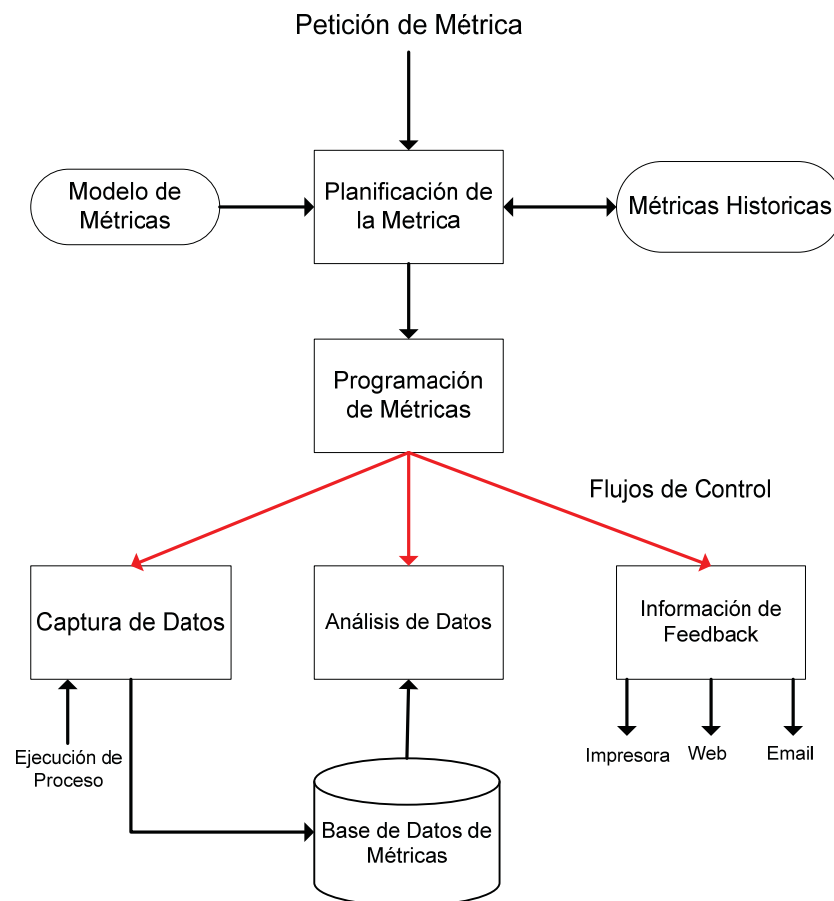 Petición de Métrica
Modelo de
Métricas
Planificación de
la Metrica
Métricas Historicas
Programación
de Métricas
Flujos de Control
Captura de Datos
Análisis de Datos
Información de
Feedback
Ejecución de
Proceso
Impresora
Web
Email
Base de Datos de
Métricas